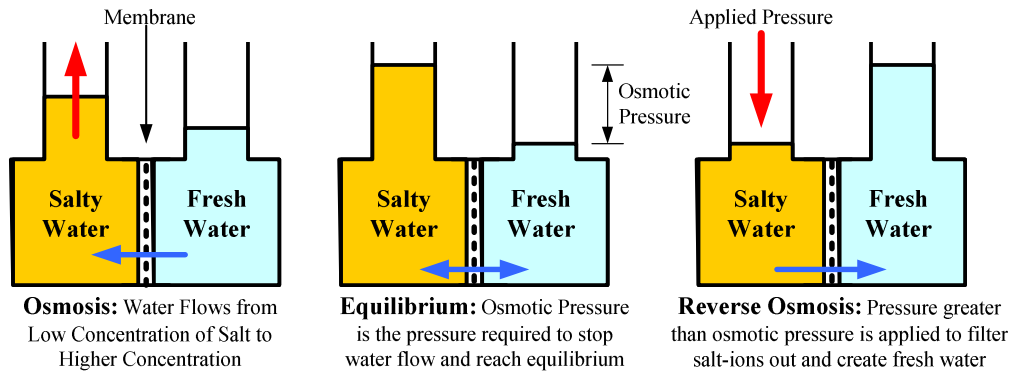 Membrane
Salty
Water
Fresh
Water
Osmosis: Water Flows from
Low Concentration of Salt to
Higher Concentration
Osmotic
Pressure
Salty
Water
Fresh
Water
Equilibrium: Osmotic Pressure
is the pressure required to stop
water flow and reach equilibrium
Applied Pressure
Salty
Water
Fresh
Water
Reverse Osmosis: Pressure greater
than osmotic pressure is applied to filter
salt-ions out and create fresh water